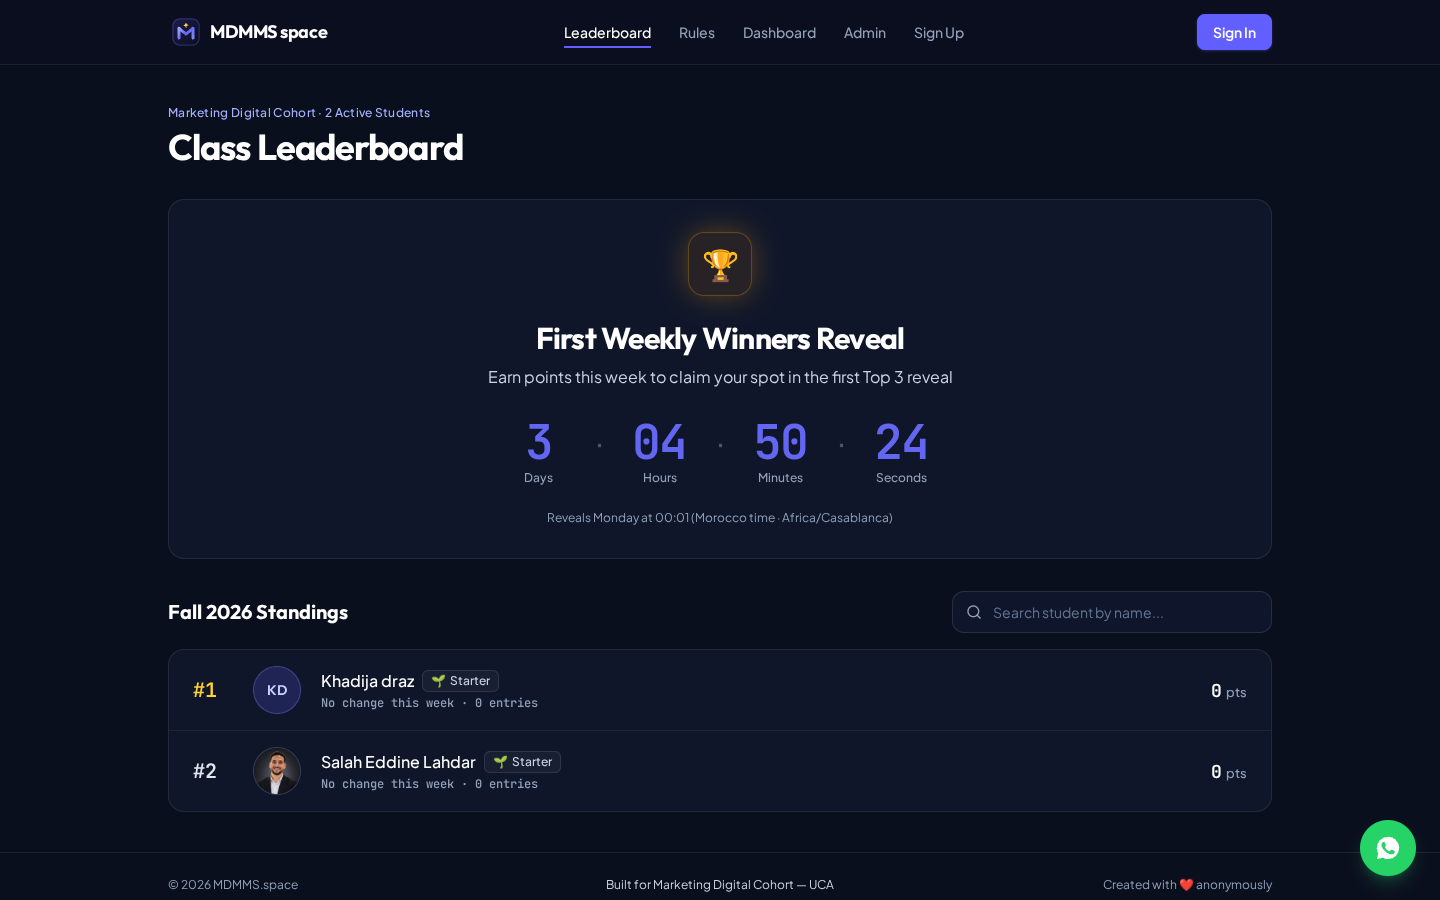 MDMMS space
Leaderboard Rules Dashboard Admin Sign Up
Sign In
Marketing Digital Cohort · 2 Active Students
Class Leaderboard
First Weekly Winners Reveal
Earn points this week to claim your spot in the first Top 3 reveal
3 · 04 · 50 · 24
Days Hours Minutes Seconds
Reveals Monday at 00:01 (Morocco time · Africa/Casablanca)
Fall 2026 Standings
Search student by name...
#1 KD Khadija draz 🌱 Starter 0 pts
No change this week · 0 entries
#2 Salah Eddine Lahdar 🌱 Starter 0 pts
No change this week · 0 entries
© 2026 MDMMS.space
Built for Marketing Digital Cohort — UCA
Created with ❤️ anonymously